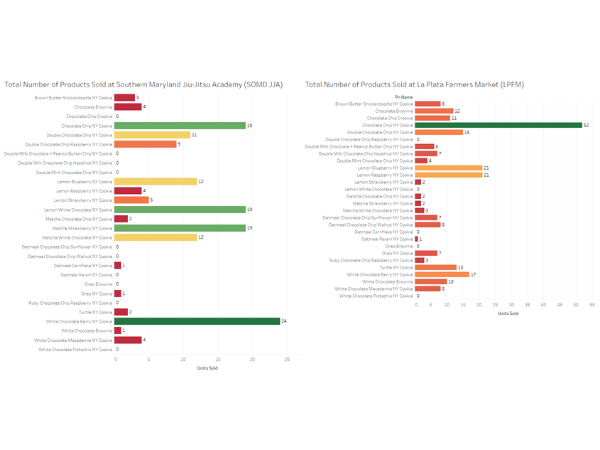 Total Number of Products Sold at Southern Maryland Jiu-Jitsu Academy (SOMD JJA)
Brown Butter Snickerdoodle NY Cookie 3
Chocolate Brownie 4
Chocolate Chip Crookie 0
Chocolate Chip NY Cookie 19
Double Chocolate Chip NY Cookie 11
Double Chocolate Chip Raspberry NY Cookie 9
Double Milk Chocolate + Peanut Butter Chip NY Cookie 0
Double Milk Chocolate Chip Hazelnut NY Cookie 0
Double Mint Chocolate Chip NY Cookie 0
Lemon Blueberry NY Cookie 12
Lemon Raspberry NY Cookie 4
Lemon Strawberry NY Cookie 5
Lemon White Chocolate NY Cookie 19
Matcha Chocolate Chip NY Cookie 2
Matcha Strawberry NY Cookie 19
Matcha White Chocolate NY Cookie 12
Oatmeal Chocolate Chip Sunflower NY Cookie 0
Oatmeal Chocolate Chip Walnut NY Cookie 0
Oatmeal Cornflake NY Cookie 1
Oatmeal Raisin NY Cookie 0
Oreo Brownie 0
Oreo NY Cookie 1
Ruby Chocolate Chip Raspberry NY Cookie 0
Turtle NY Cookie 2
White Chocolate Berry NY Cookie 24
White Chocolate Brownie 1
White Chocolate Macadamia NY Cookie 4
White Chocolate Pistachio NY Cookie 0
0 5 10 15 20 25
Units Sold
Total Number of Products Sold at La Plata Farmers Market (LPFM)
Pn Name
Brown Butter Snickerdoodle NY Cookie 8
Chocolate Brownie 12
Chocolate Chip Crookie 11
Chocolate Chip NY Cookie 52
Double Chocolate Chip NY Cookie 15
Double Chocolate Chip Raspberry NY Cookie 0
Double Milk Chocolate + Peanut Butter Chip NY Cookie 6
Double Milk Chocolate Chip Hazelnut NY Cookie 7
Double Mint Chocolate Chip NY Cookie 4
Lemon Blueberry NY Cookie 21
Lemon Raspberry NY Cookie 21
Lemon Strawberry NY Cookie 2
Lemon White Chocolate NY Cookie 0
Matcha Chocolate Chip NY Cookie 2
Matcha Strawberry NY Cookie 2
Matcha White Chocolate NY Cookie 3
Oatmeal Chocolate Chip Sunflower NY Cookie 7
Oatmeal Chocolate Chip Walnut NY Cookie 8
Oatmeal Cornflake NY Cookie 0
Oatmeal Raisin NY Cookie 1
Oreo Brownie 0
Oreo NY Cookie 7
Ruby Chocolate Chip Raspberry NY Cookie 3
Turtle NY Cookie 13
White Chocolate Berry NY Cookie 17
White Chocolate Brownie 10
White Chocolate Macadamia NY Cookie 8
White Chocolate Pistachio NY Cookie 0
0 5 10 15 20 25 30 35 40 45 50 55
Units Sold